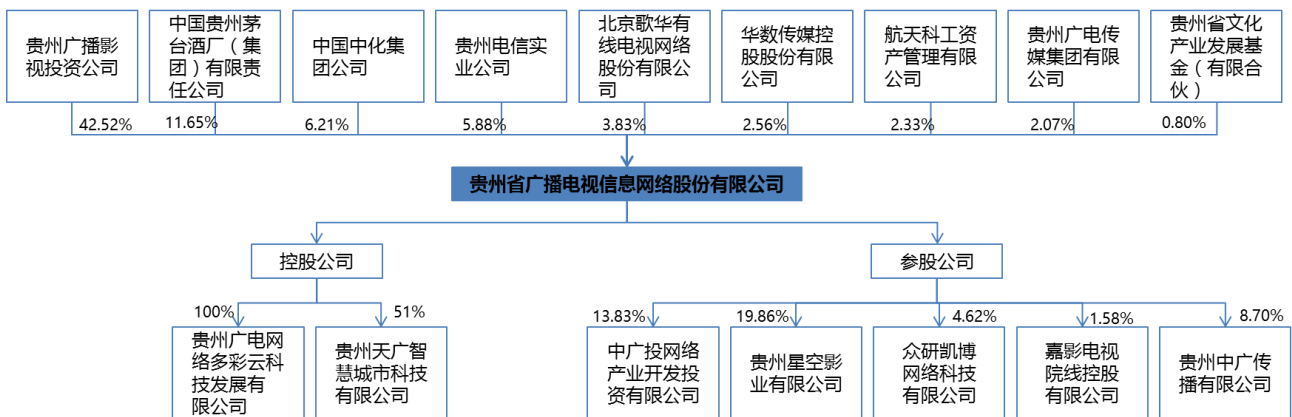 贵州广播影
视投资公司
中国贵州茅
台酒厂（集
团）有限责
任公司
中国中化集
团公司
贵州电信实
业公司
北京歌华有
线电视网络
股份有限公
司
华数传媒控
股股份有限
公司
航天科工资
产管理有限
公司
贵州广电传
媒集团有限
公司
贵州省文化
产业发展基
金（有限合
伙）
42.52%
11.65%
6.21%
5.88%
3.83%
2.56%
2.33%
2.07%
0.80%
贵州省广播电视信息网络股份有限公司
控股公司
参股公司
100%
51%
13.83%
19.86%
4.62%
1.58%
8.70%
贵州广电网
络多彩云科
技发展有
限公司
贵州天广智
慧城市科技
有限公司
中广投网络
产业开发投
资有限公司
贵州星空影
业有限公司
众研凯博
网络科技有
限公司
嘉影电视
院线控股
有限公司
贵州中广传
播有限公司